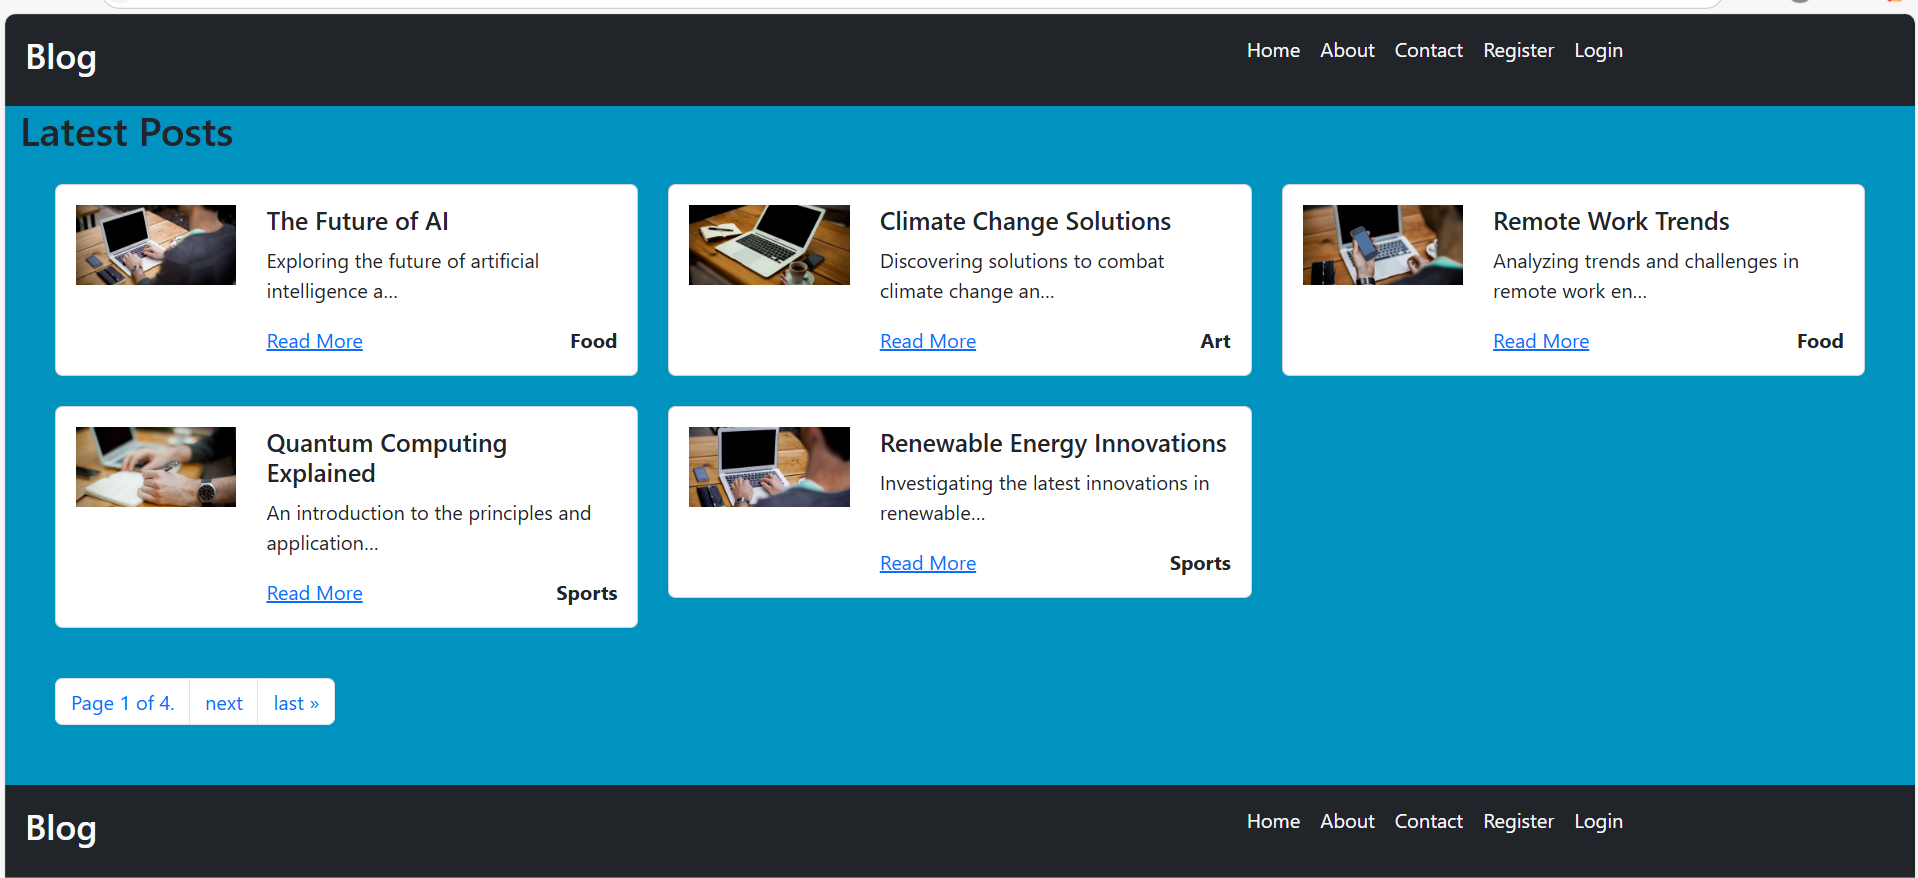 Blog
Home About Contact Register Login
Latest Posts
The Future of AI
Exploring the future of artificial
intelligence a...
Read More Food
Climate Change Solutions
Discovering solutions to combat
climate change an...
Read More Art
Remote Work Trends
Analyzing trends and challenges in
remote work en...
Read More Food
Quantum Computing
Explained
An introduction to the principles and
application...
Read More Sports
Renewable Energy Innovations
Investigating the latest innovations in
renewable...
Read More Sports
Page 1 of 4. next last »
Blog
Home About Contact Register Login